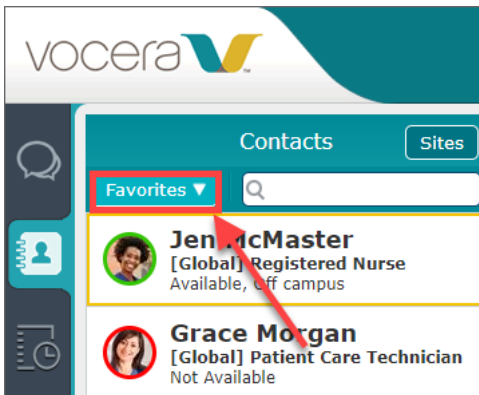 vocera™
Contacts
Sites
Favorites ▼
Jen McMaster
[Global] Registered Nurse
Available, Off campus
Grace Morgan
[Global] Patient Care Technician
Not Available